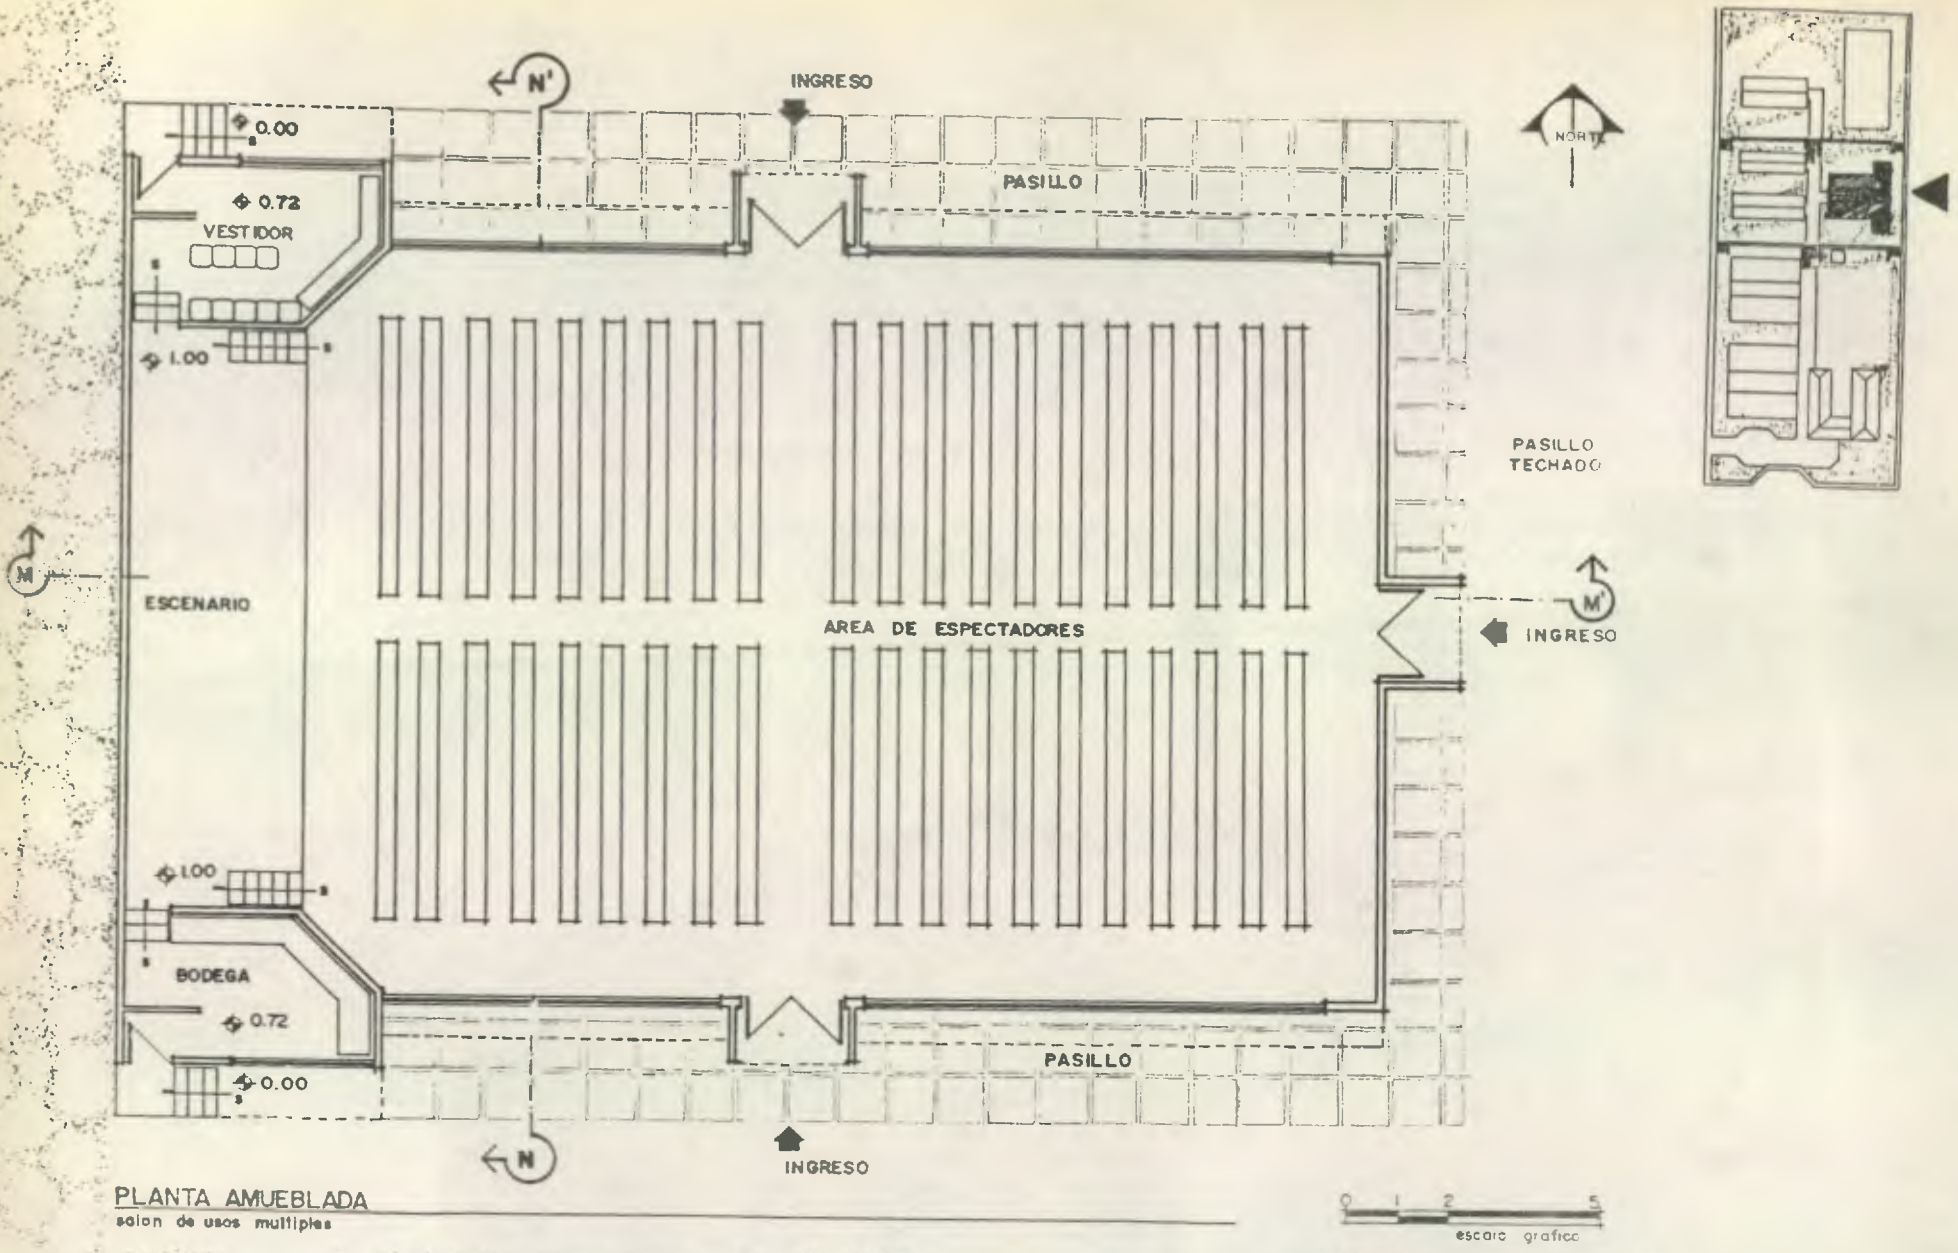 N'
INGRESO
0.00
s
NORTE
PASILLO
0.72
VESTIDOR
s
1.00
s
PASILLO
TECHADO
M
ESCENARIO
M'
AREA DE ESPECTADORES
INGRESO
1.00
s
s
BODEGA
0.72
PASILLO
0.00
s
N
INGRESO
PLANTA AMUEBLADA
salon de usos multiples
0 1 2 5
escala grafica